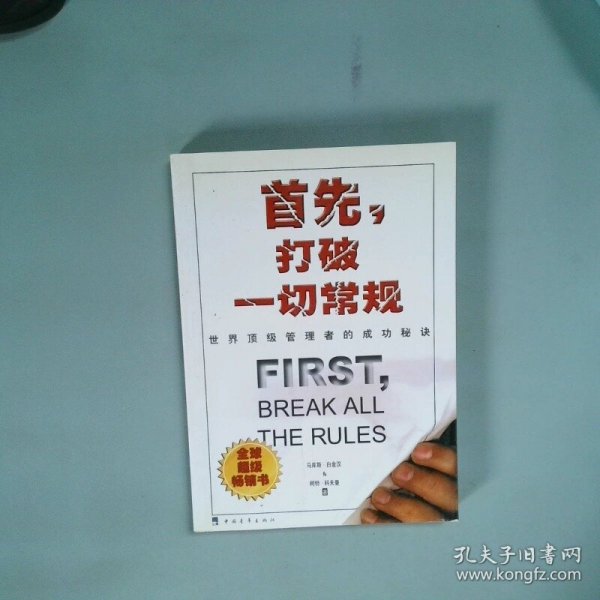 首先,
打破
一切常规
世界顶级管理者的成功秘诀
FIRST,
BREAK ALL
THE RULES
全球
超级
畅销书
马库斯·白金汉
&
柯特·科夫曼
著
中国青年出版社
孔夫子旧书网
www.kongfz.com